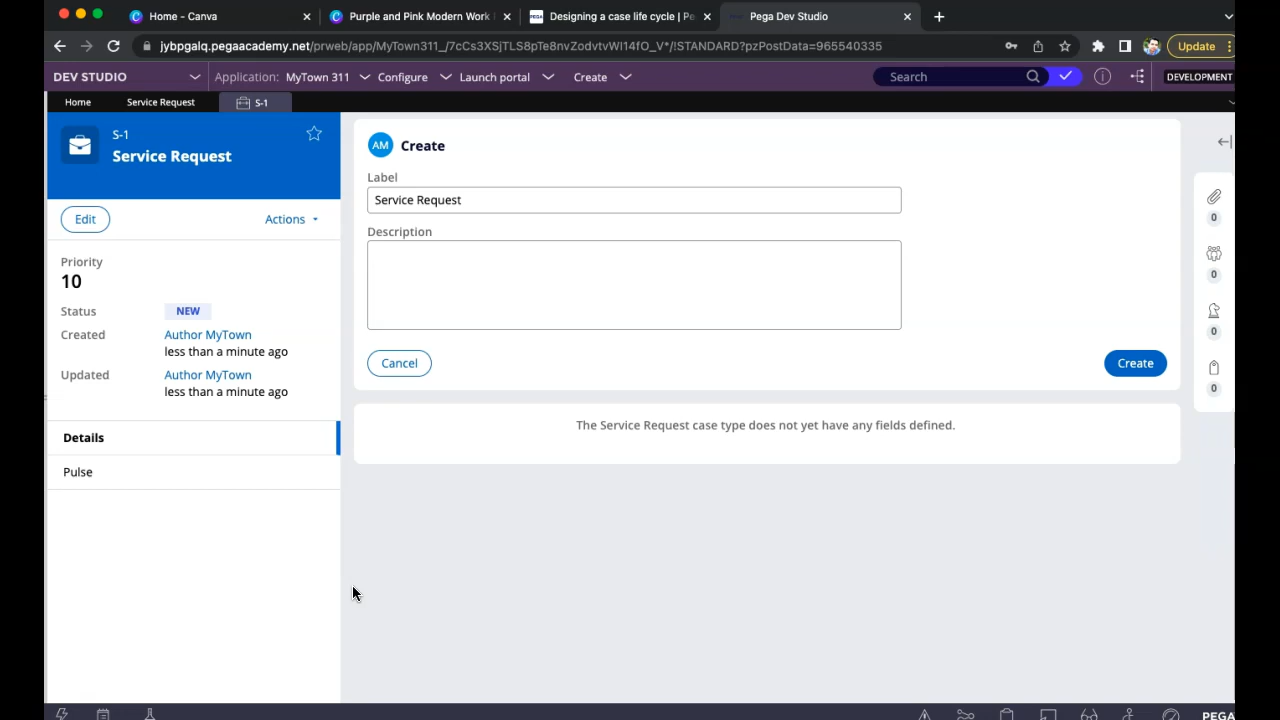 Home - Canva
Purple and Pink Modern Work
Designing a case life cycle | Pe
Pega Dev Studio
jybpgalq.pegaacademy.net/prweb/app/MyTown311_/7cCs3XSjTLS8pTe8nvZodvtvWI14fO_V*/!STANDARD?pzPostData=965540335
Update
DEV STUDIO
Application: MyTown 311
Configure
Launch portal
Create
Search
DEVELOPMENT
Home
Service Request
S-1
S-1
Service Request
Edit
Actions
Priority
10
Status
NEW
Created
Author MyTown
less than a minute ago
Updated
Author MyTown
less than a minute ago
Details
Pulse
AM
Create
Label
Service Request
Description
Cancel
Create
The Service Request case type does not yet have any fields defined.
0
0
0
0
PEGA